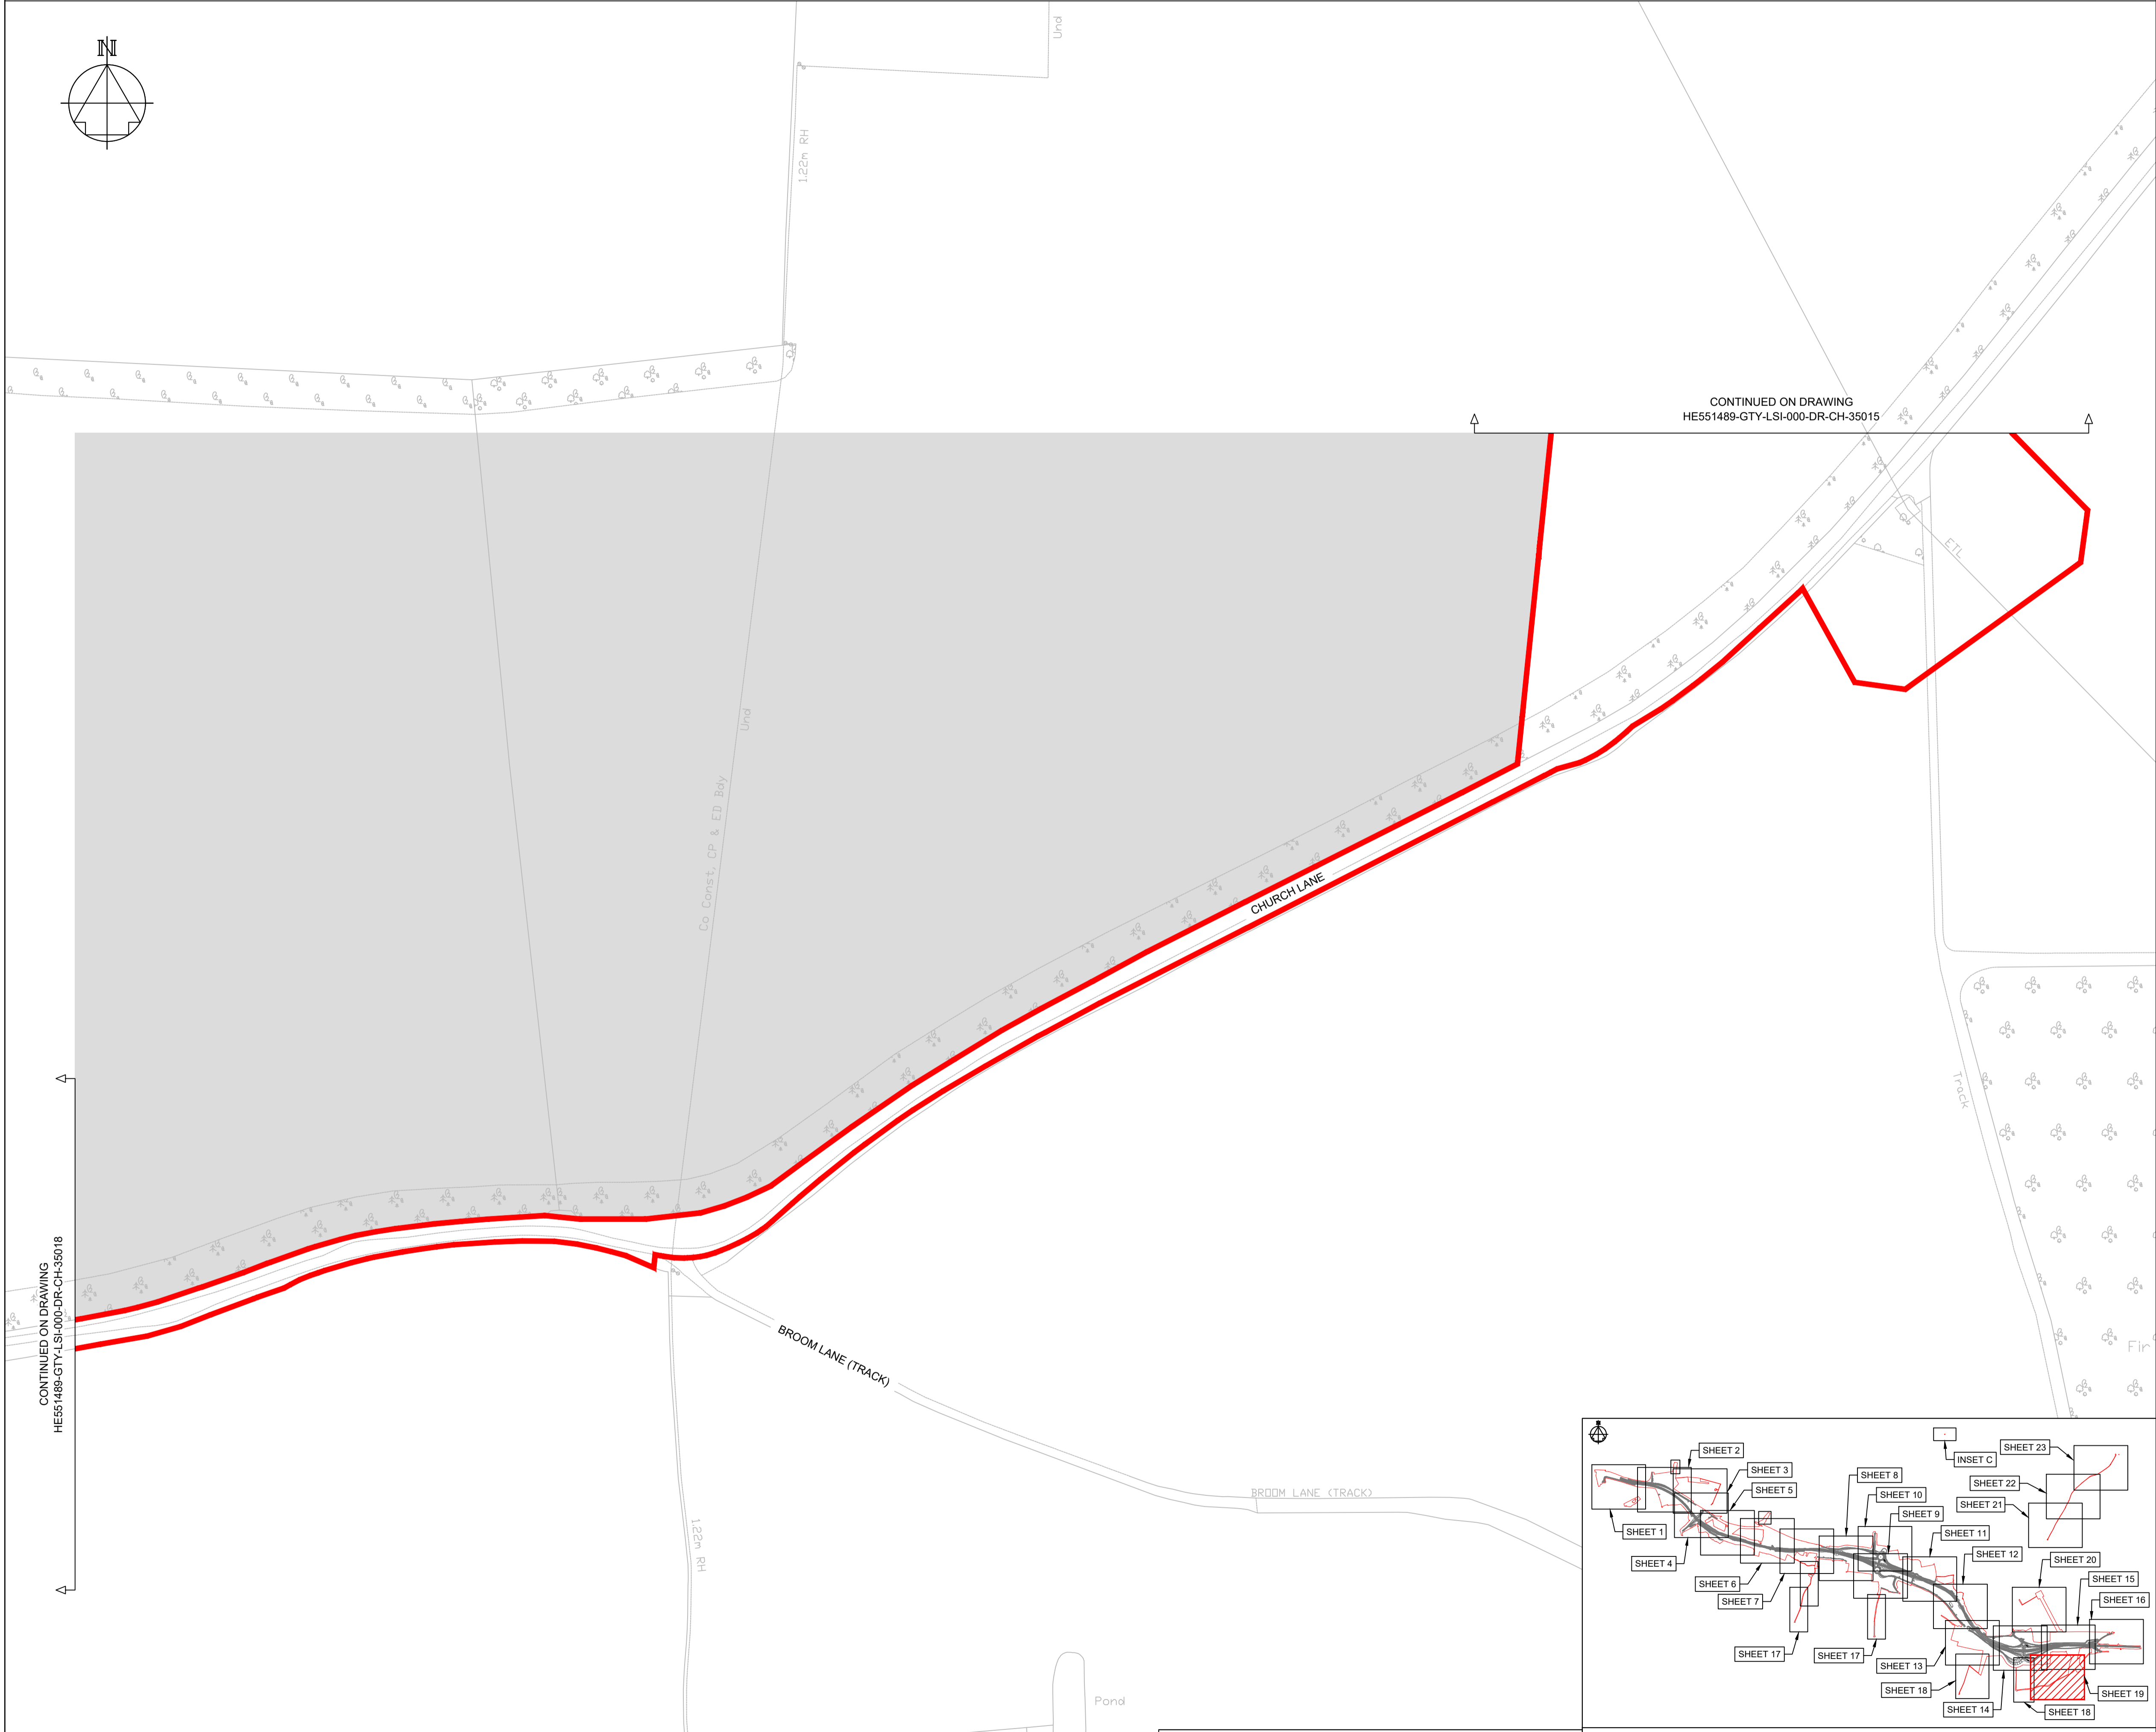 N
Und
1.22m RH
CONTINUED ON DRAWING
HE551489-GTY-LSI-000-DR-CH-35015
ETL
Und
Co Const, CP & ED Bdy
CHURCH LANE
Track
CONTINUED ON DRAWING
HE551489-GTY-LSI-000-DR-CH-35018
BROOM LANE (TRACK)
Fir
BROOM LANE (TRACK)
1.22m RH
Pond
SHEET 2
SHEET 23
INSET C
SHEET 3
SHEET 8
SHEET 22
SHEET 5
SHEET 10
SHEET 21
SHEET 9
SHEET 1
SHEET 11
SHEET 12
SHEET 4
SHEET 20
SHEET 15
SHEET 6
SHEET 16
SHEET 7
SHEET 17
SHEET 17
SHEET 13
SHEET 18
SHEET 19
SHEET 14
SHEET 18